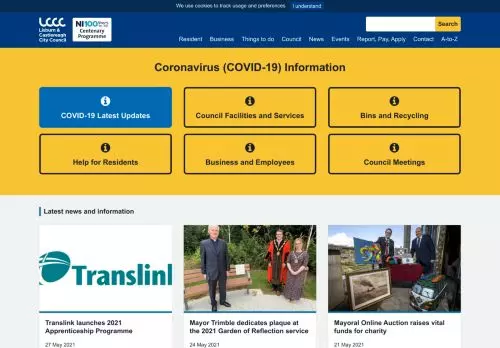 We use cookies to track usage and preferences I understand
LCCC
Lisburn &
Castlereagh
City Council
NI100
Centenary
Programme
Search
Resident Business Things to do Council News Events Report, Pay, Apply Contact A-to-Z
Coronavirus (COVID-19) Information
COVID-19 Latest Updates
Council Facilities and Services
Bins and Recycling
Help for Residents
Business and Employees
Council Meetings
Latest news and information
Translink
Translink launches 2021
Apprenticeship Programme
27 May 2021
Mayor Trimble dedicates plaque at
the 2021 Garden of Reflection service
24 May 2021
Mayoral Online Auction raises vital
funds for charity
21 May 2021